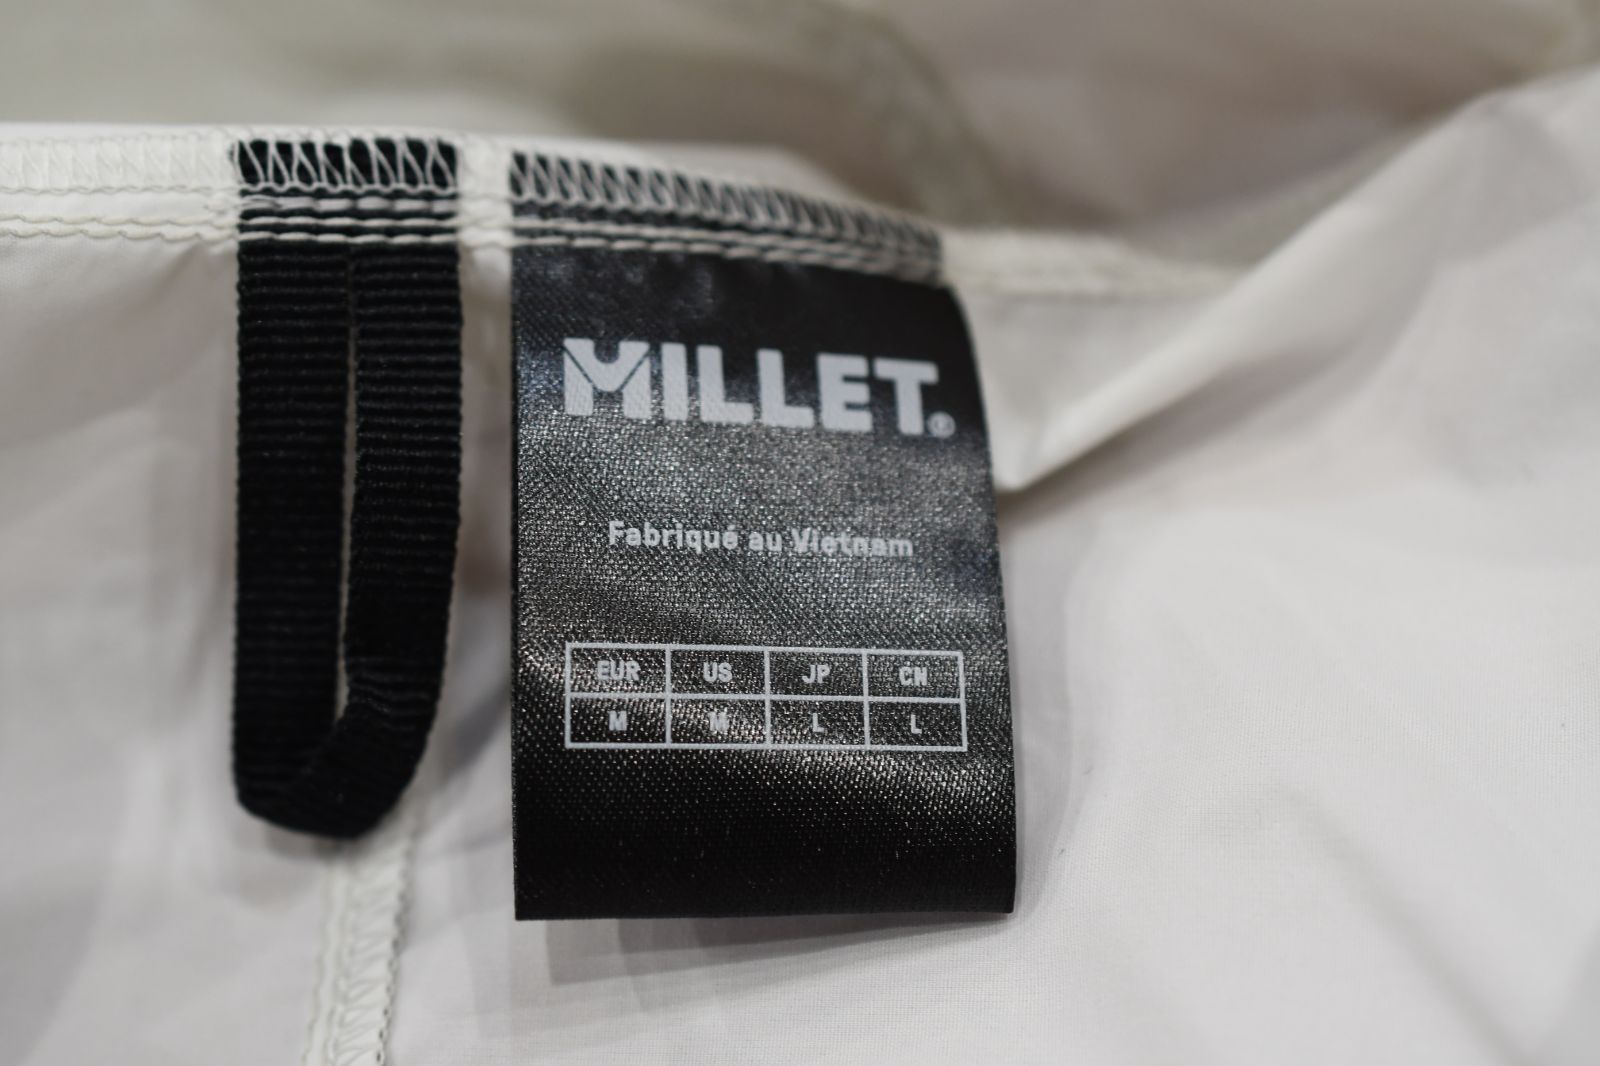 MILLET®
Fabriqué au Vietnam
EUR US JP CN
M M L L